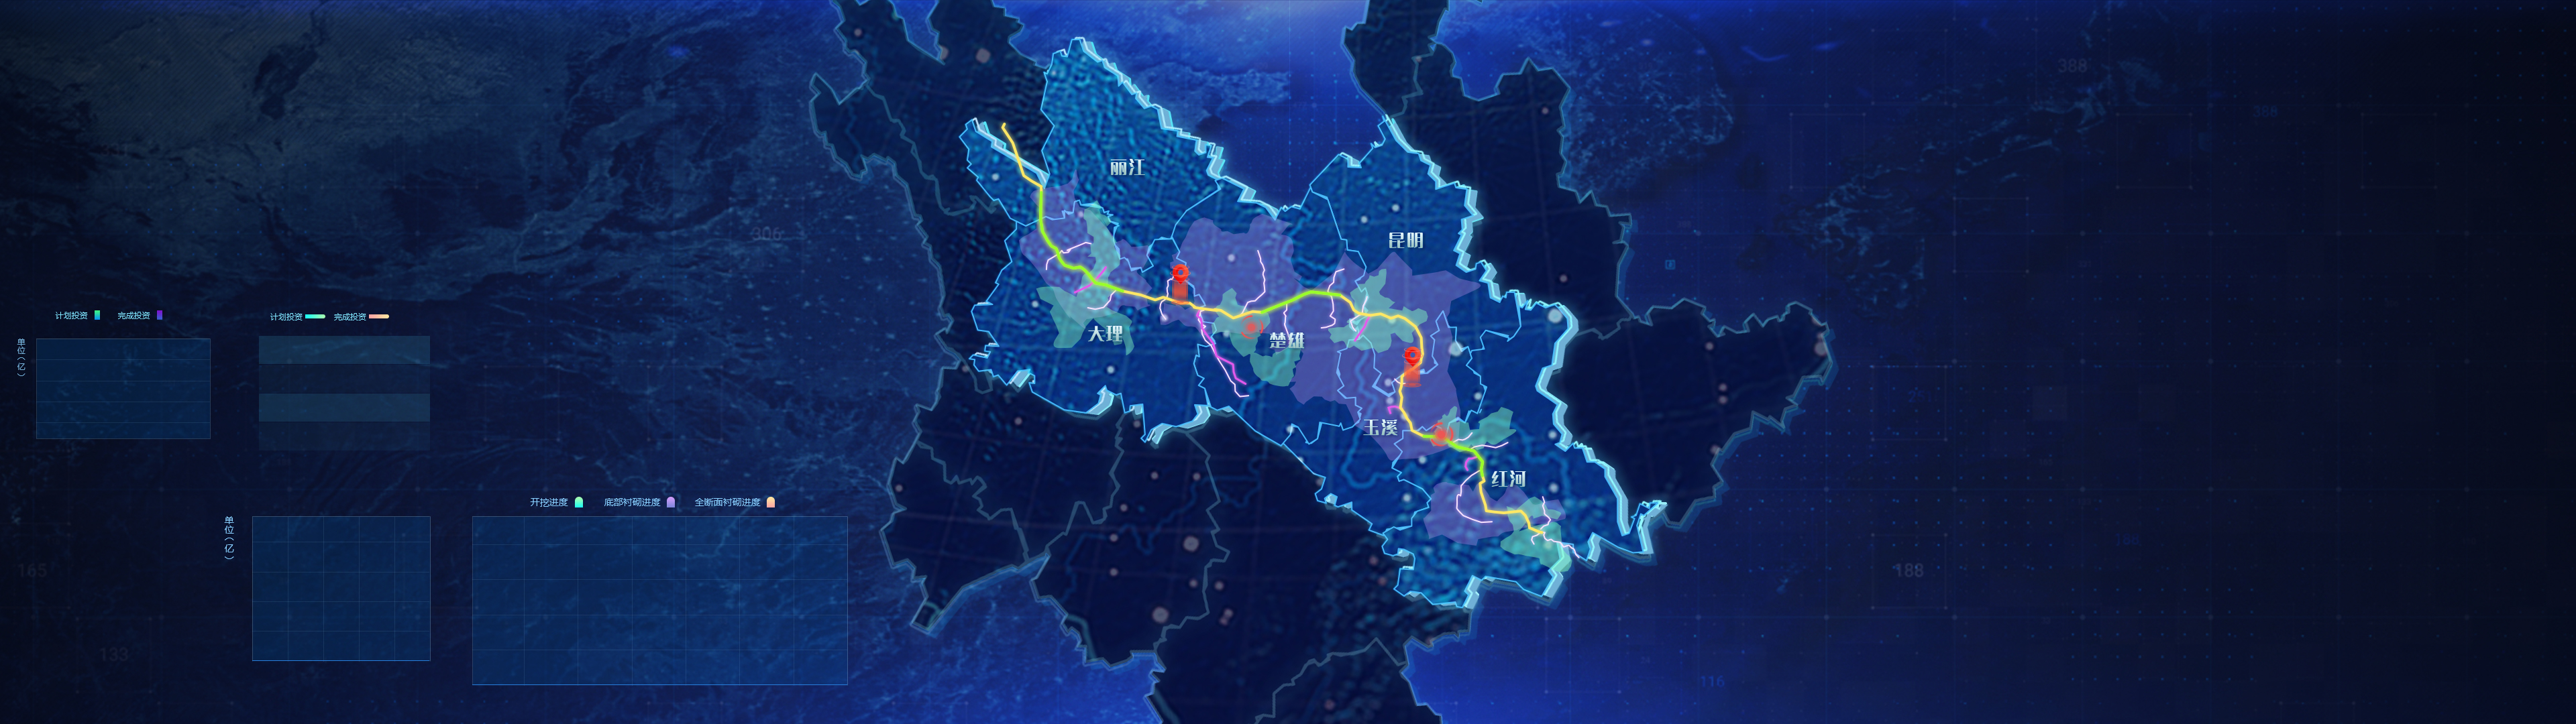 388
388
丽江
306
昆明
计划投资
完成投资
计划投资
完成投资
单位（亿）
大理
楚雄
玉溪
红河
开挖进度
底部衬砌进度
全断面衬砌进度
单位（亿）
165
188
133
116